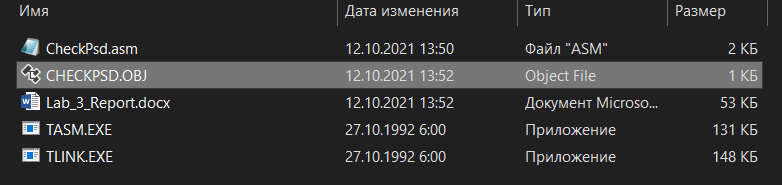 Имя Дата изменения Тип Размер
CheckPsd.asm 12.10.2021 13:50 Файл "ASM" 2 КБ
CHECKPSD.OBJ 12.10.2021 13:52 Object File 1 КБ
Lab_3_Report.docx 12.10.2021 13:52 Документ Microso... 53 КБ
TASM.EXE 27.10.1992 6:00 Приложение 131 КБ
TLINK.EXE 27.10.1992 6:00 Приложение 148 КБ